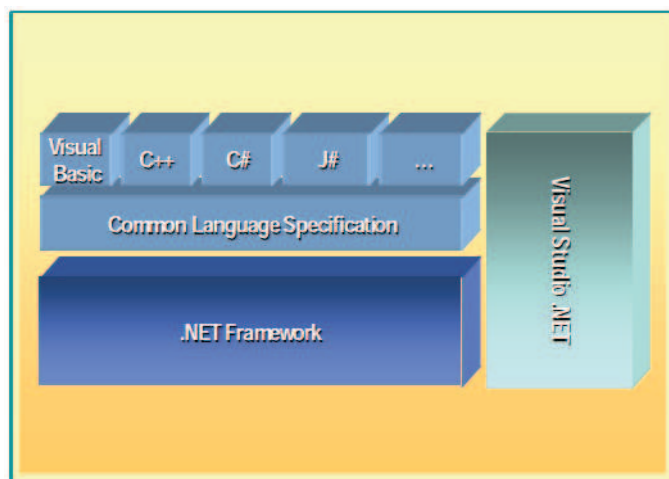 Visual
Basic
C++
C#
J#
...
Common Language Specification
.NET Framework
Visual Studio .NET